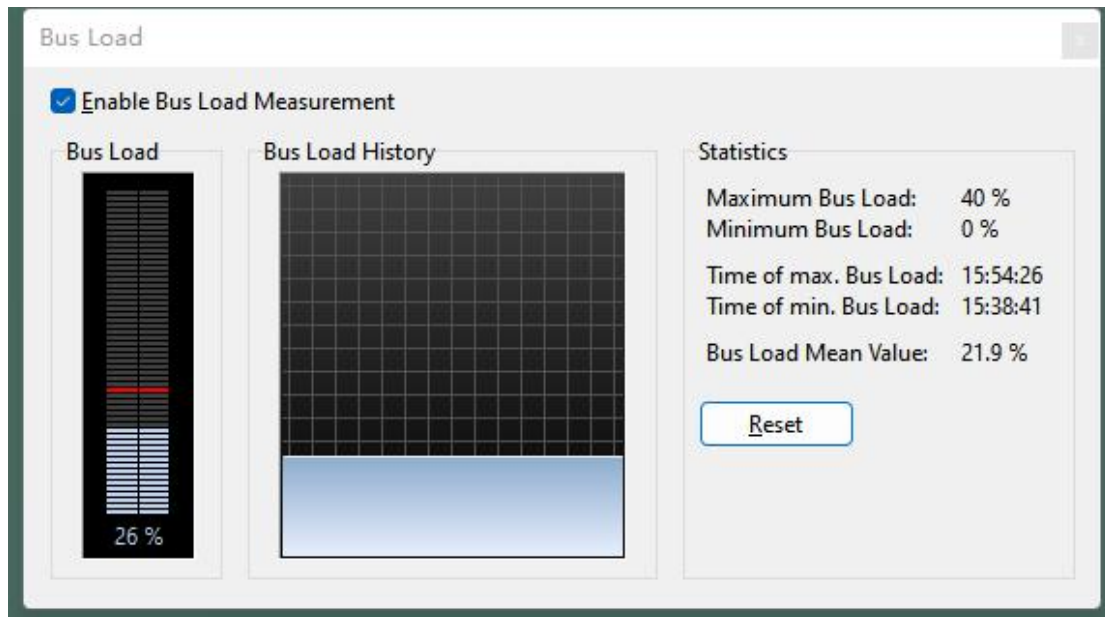 Bus Load
Enable Bus Load Measurement
Bus Load
26 %
Bus Load History
Statistics
Maximum Bus Load: 40 %
Minimum Bus Load: 0 %
Time of max. Bus Load: 15:54:26
Time of min. Bus Load: 15:38:41
Bus Load Mean Value: 21.9 %
Reset